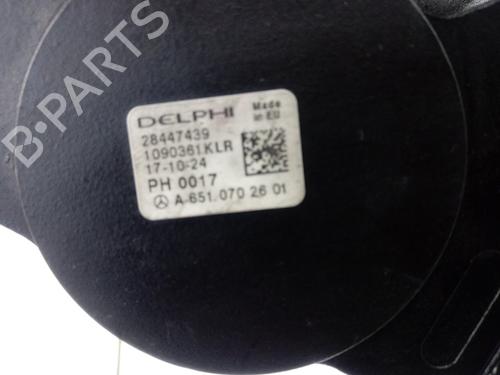 B-PARTS
DELPHI
Made
in EU
28447439
1090361KLR
17-10-24
PH 0017
A 651 070 26 01